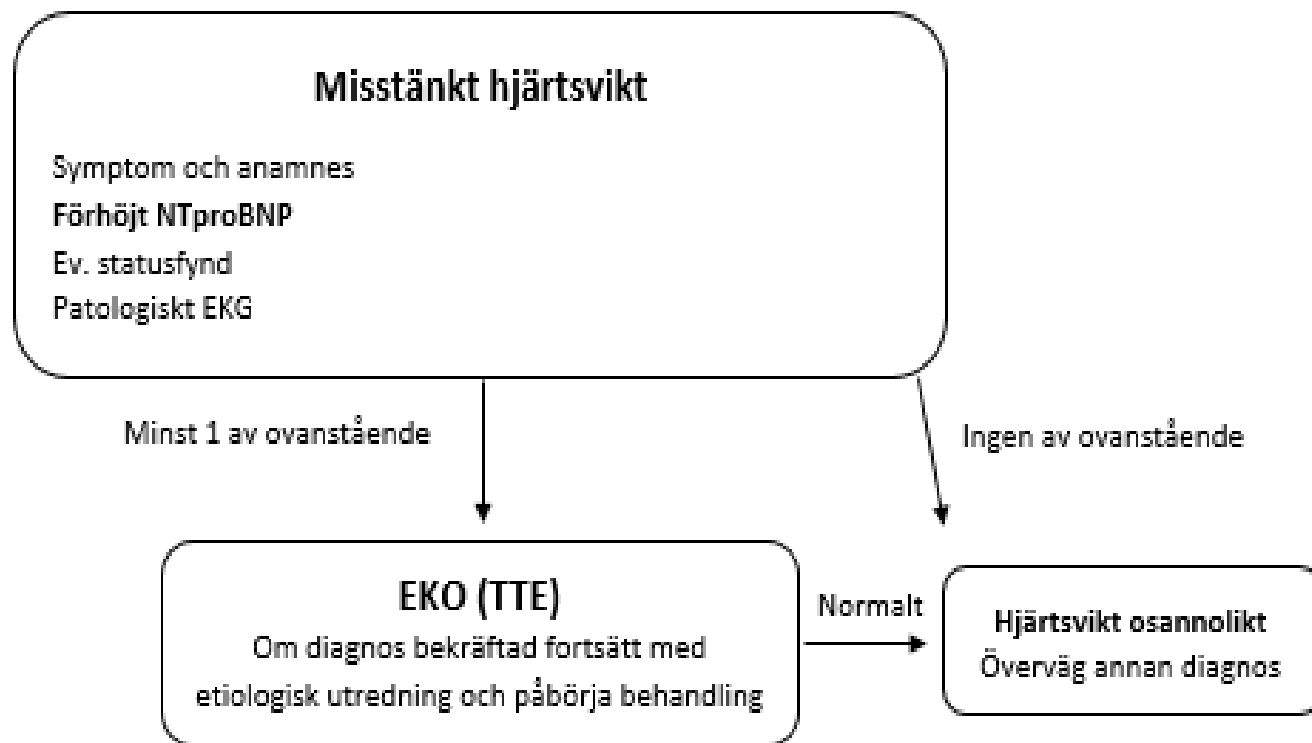 Misstänkt hjärtsvikt
Symptom och anamnes
Förhöjt NTproBNP
Ev. statusfynd
Patologiskt EKG
Minst 1 av ovanstående
Ingen av ovanstående
EKO (TTE)
Om diagnos bekräftad fortsätt med
etiologisk utredning och påbörja behandling
Normalt
Hjärtsvikt osannolikt
Överväg annan diagnos